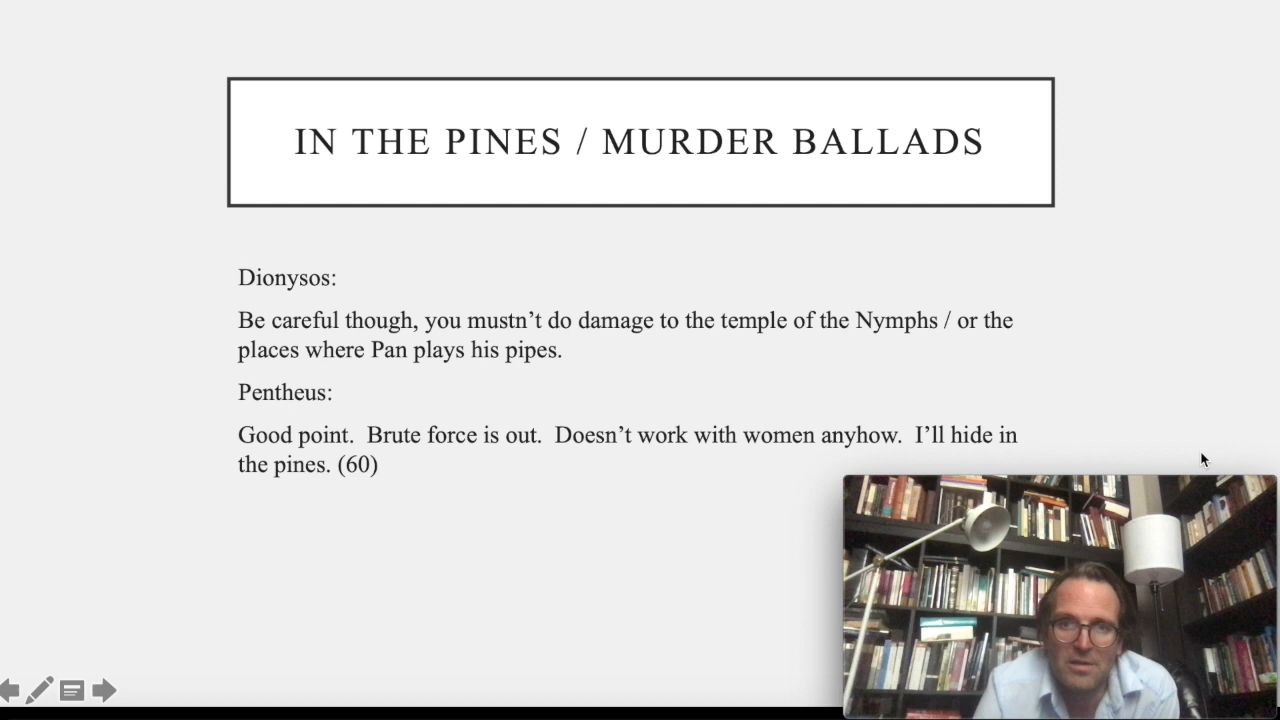 IN THE PINES / MURDER BALLADS
Dionysos:
Be careful though, you mustn’t do damage to the temple of the Nymphs / or the
places where Pan plays his pipes.
Pentheus:
Good point.  Brute force is out.  Doesn’t work with women anyhow.  I’ll hide in
the pines. (60)